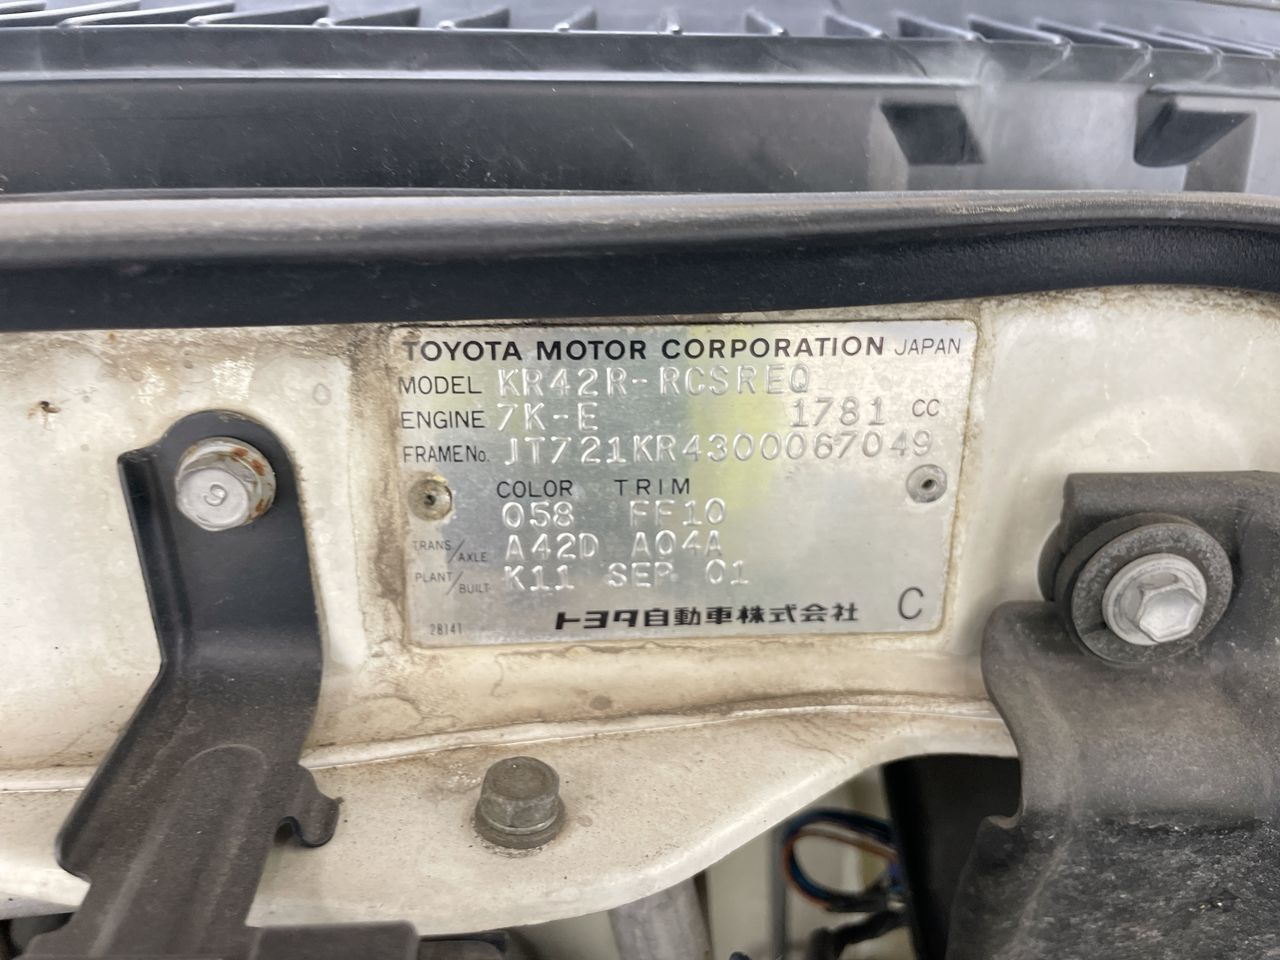 TOYOTA MOTOR CORPORATION JAPAN
MODEL KR42R-RCSREQ
ENGINE 7K-E 1781 CC
FRAME No. JT721KR4300067049
COLOR TRIM
058 FF10
TRANS/AXLE A42D A04A
PLANT/BUILT K11 SEP. 01
28141 トヨタ自動車株式会社 C
9